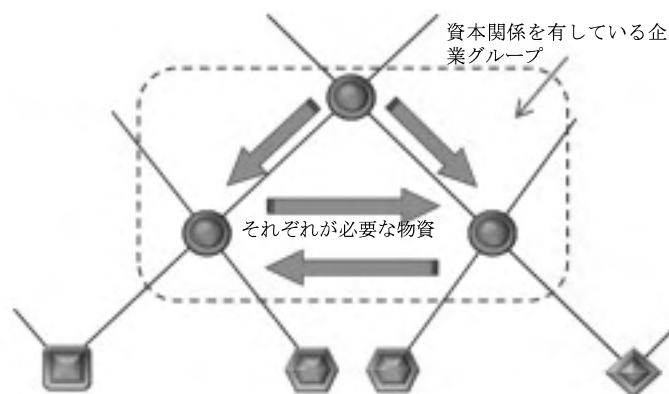 資本関係を有している企
業グループ
それぞれが必要な物資